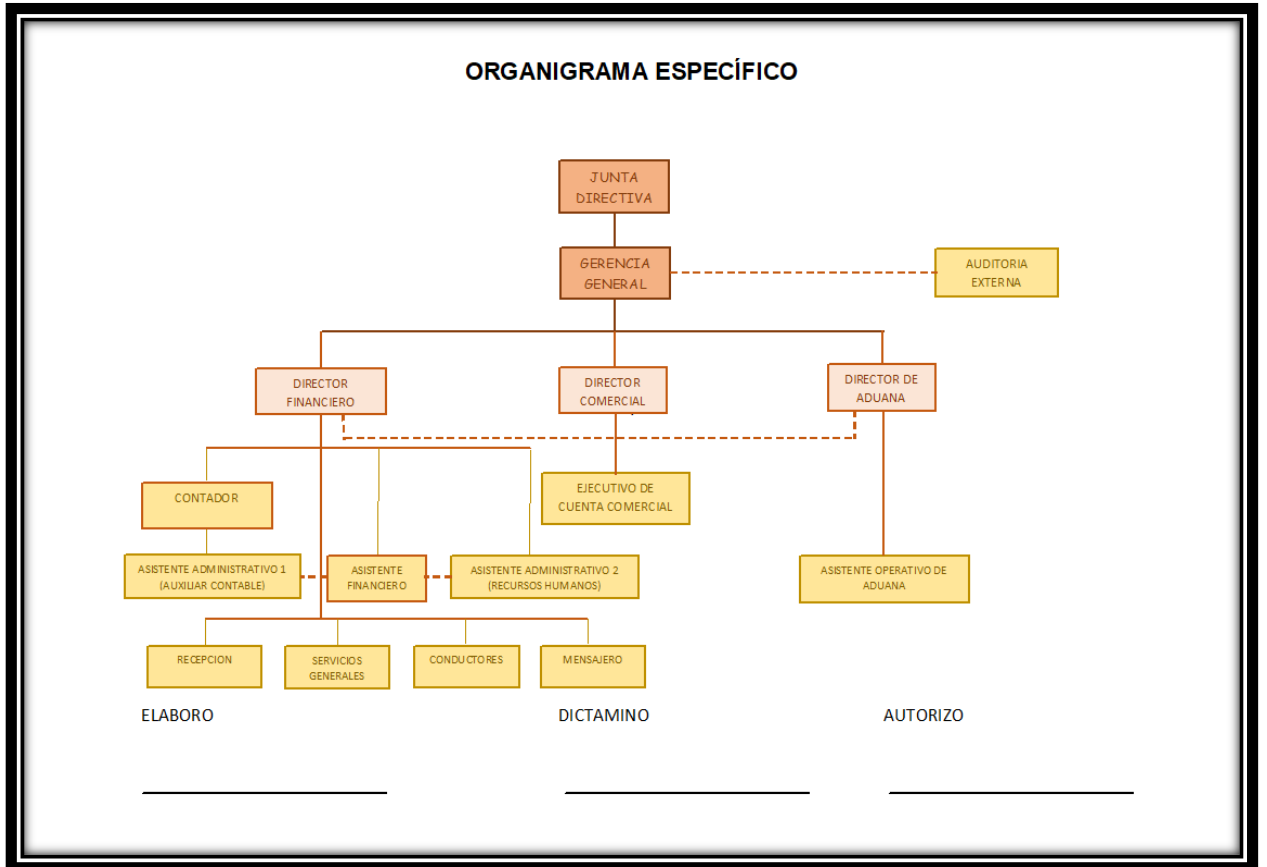 ORGANIGRAMA ESPECÍFICO
JUNTA
DIRECTIVA
GERENCIA
GENERAL
AUDITORIA
EXTERNA
DIRECTOR
FINANCIERO
DIRECTOR
COMERCIAL
DIRECTOR DE
ADUANA
CONTADOR
EJECUTIVO DE
CUENTA COMERCIAL
ASISTENTE ADMINISTRATIVO 1
(AUXILIAR CONTABLE)
ASISTENTE
FINANCIERO
ASISTENTE ADMINISTRATIVO 2
(RECURSOS HUMANOS)
ASISTENTE OPERATIVO DE
ADUANA
RECEPCION
SERVICIOS
GENERALES
CONDUCTORES
MENSAJERO
ELABORO
DICTAMINO
AUTORIZO